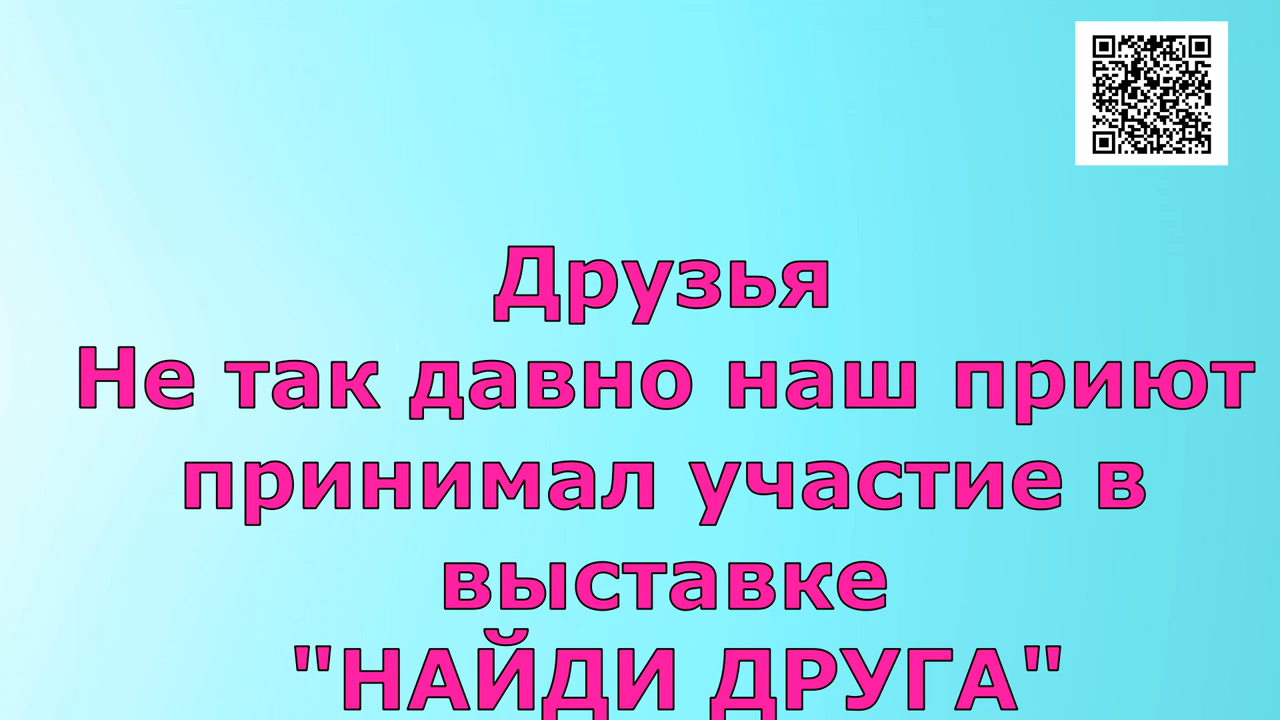 Друзья
Не так давно наш приют
принимал участие в
выставке
"НАЙДИ ДРУГА"